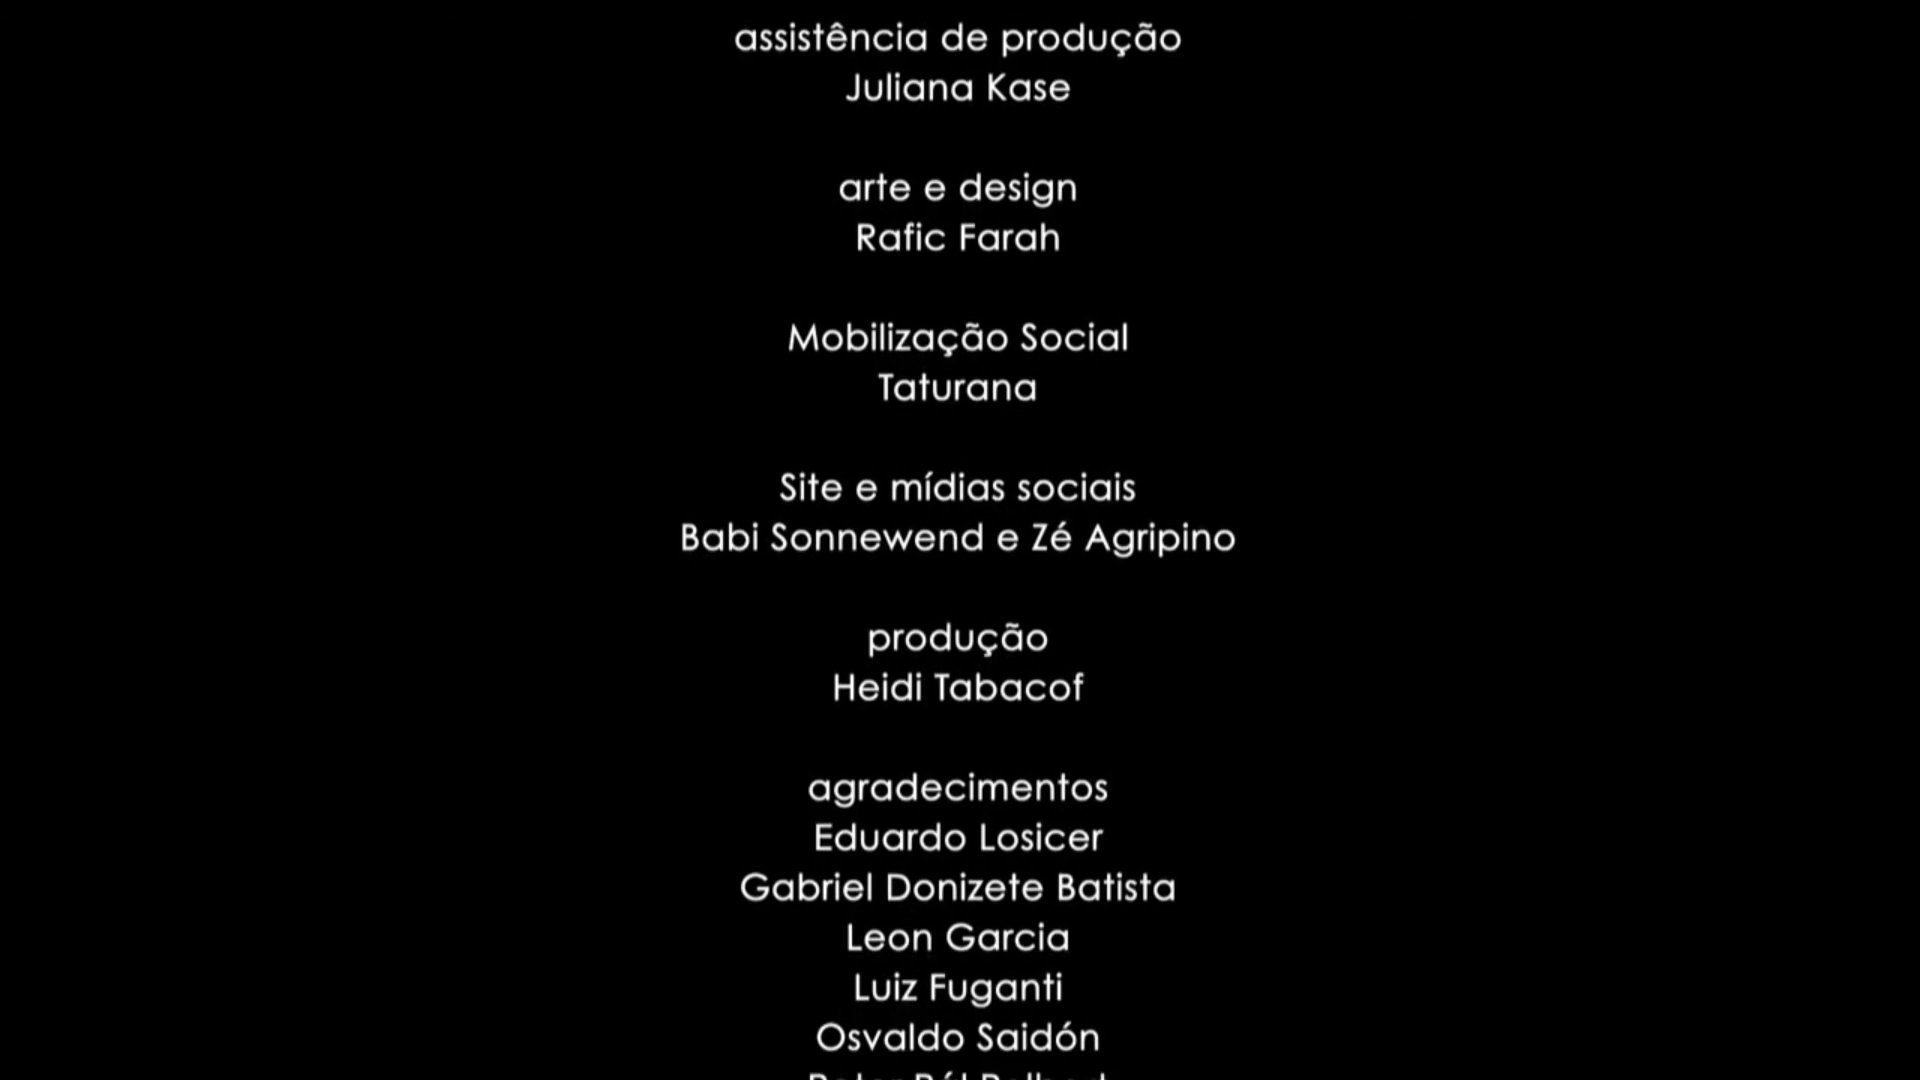 assistência de produção
Juliana Kase
arte e design
Rafic Farah
Mobilização Social
Taturana
Site e mídias sociais
Babi Sonnewend e Zé Agripino
produção
Heidi Tabacof
agradecimentos
Eduardo Losicer
Gabriel Donizete Batista
Leon Garcia
Luiz Fuganti
Osvaldo Saidón